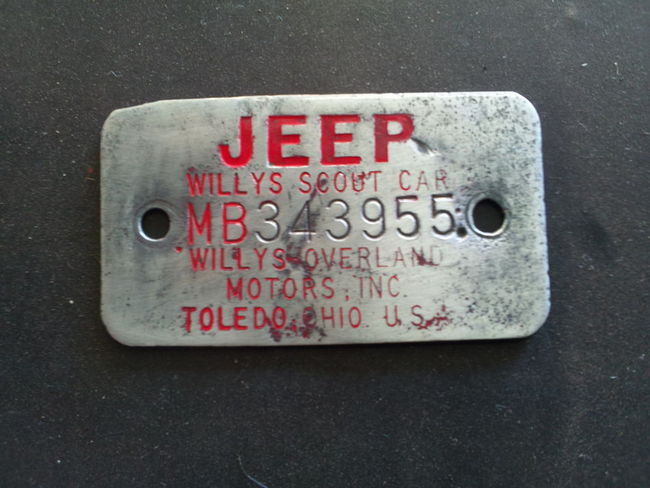 JEEP
WILLYS SCOUT CAR
MB343955
WILLYS-OVERLAND
MOTORS, INC.
TOLEDO, OHIO U.S.A.